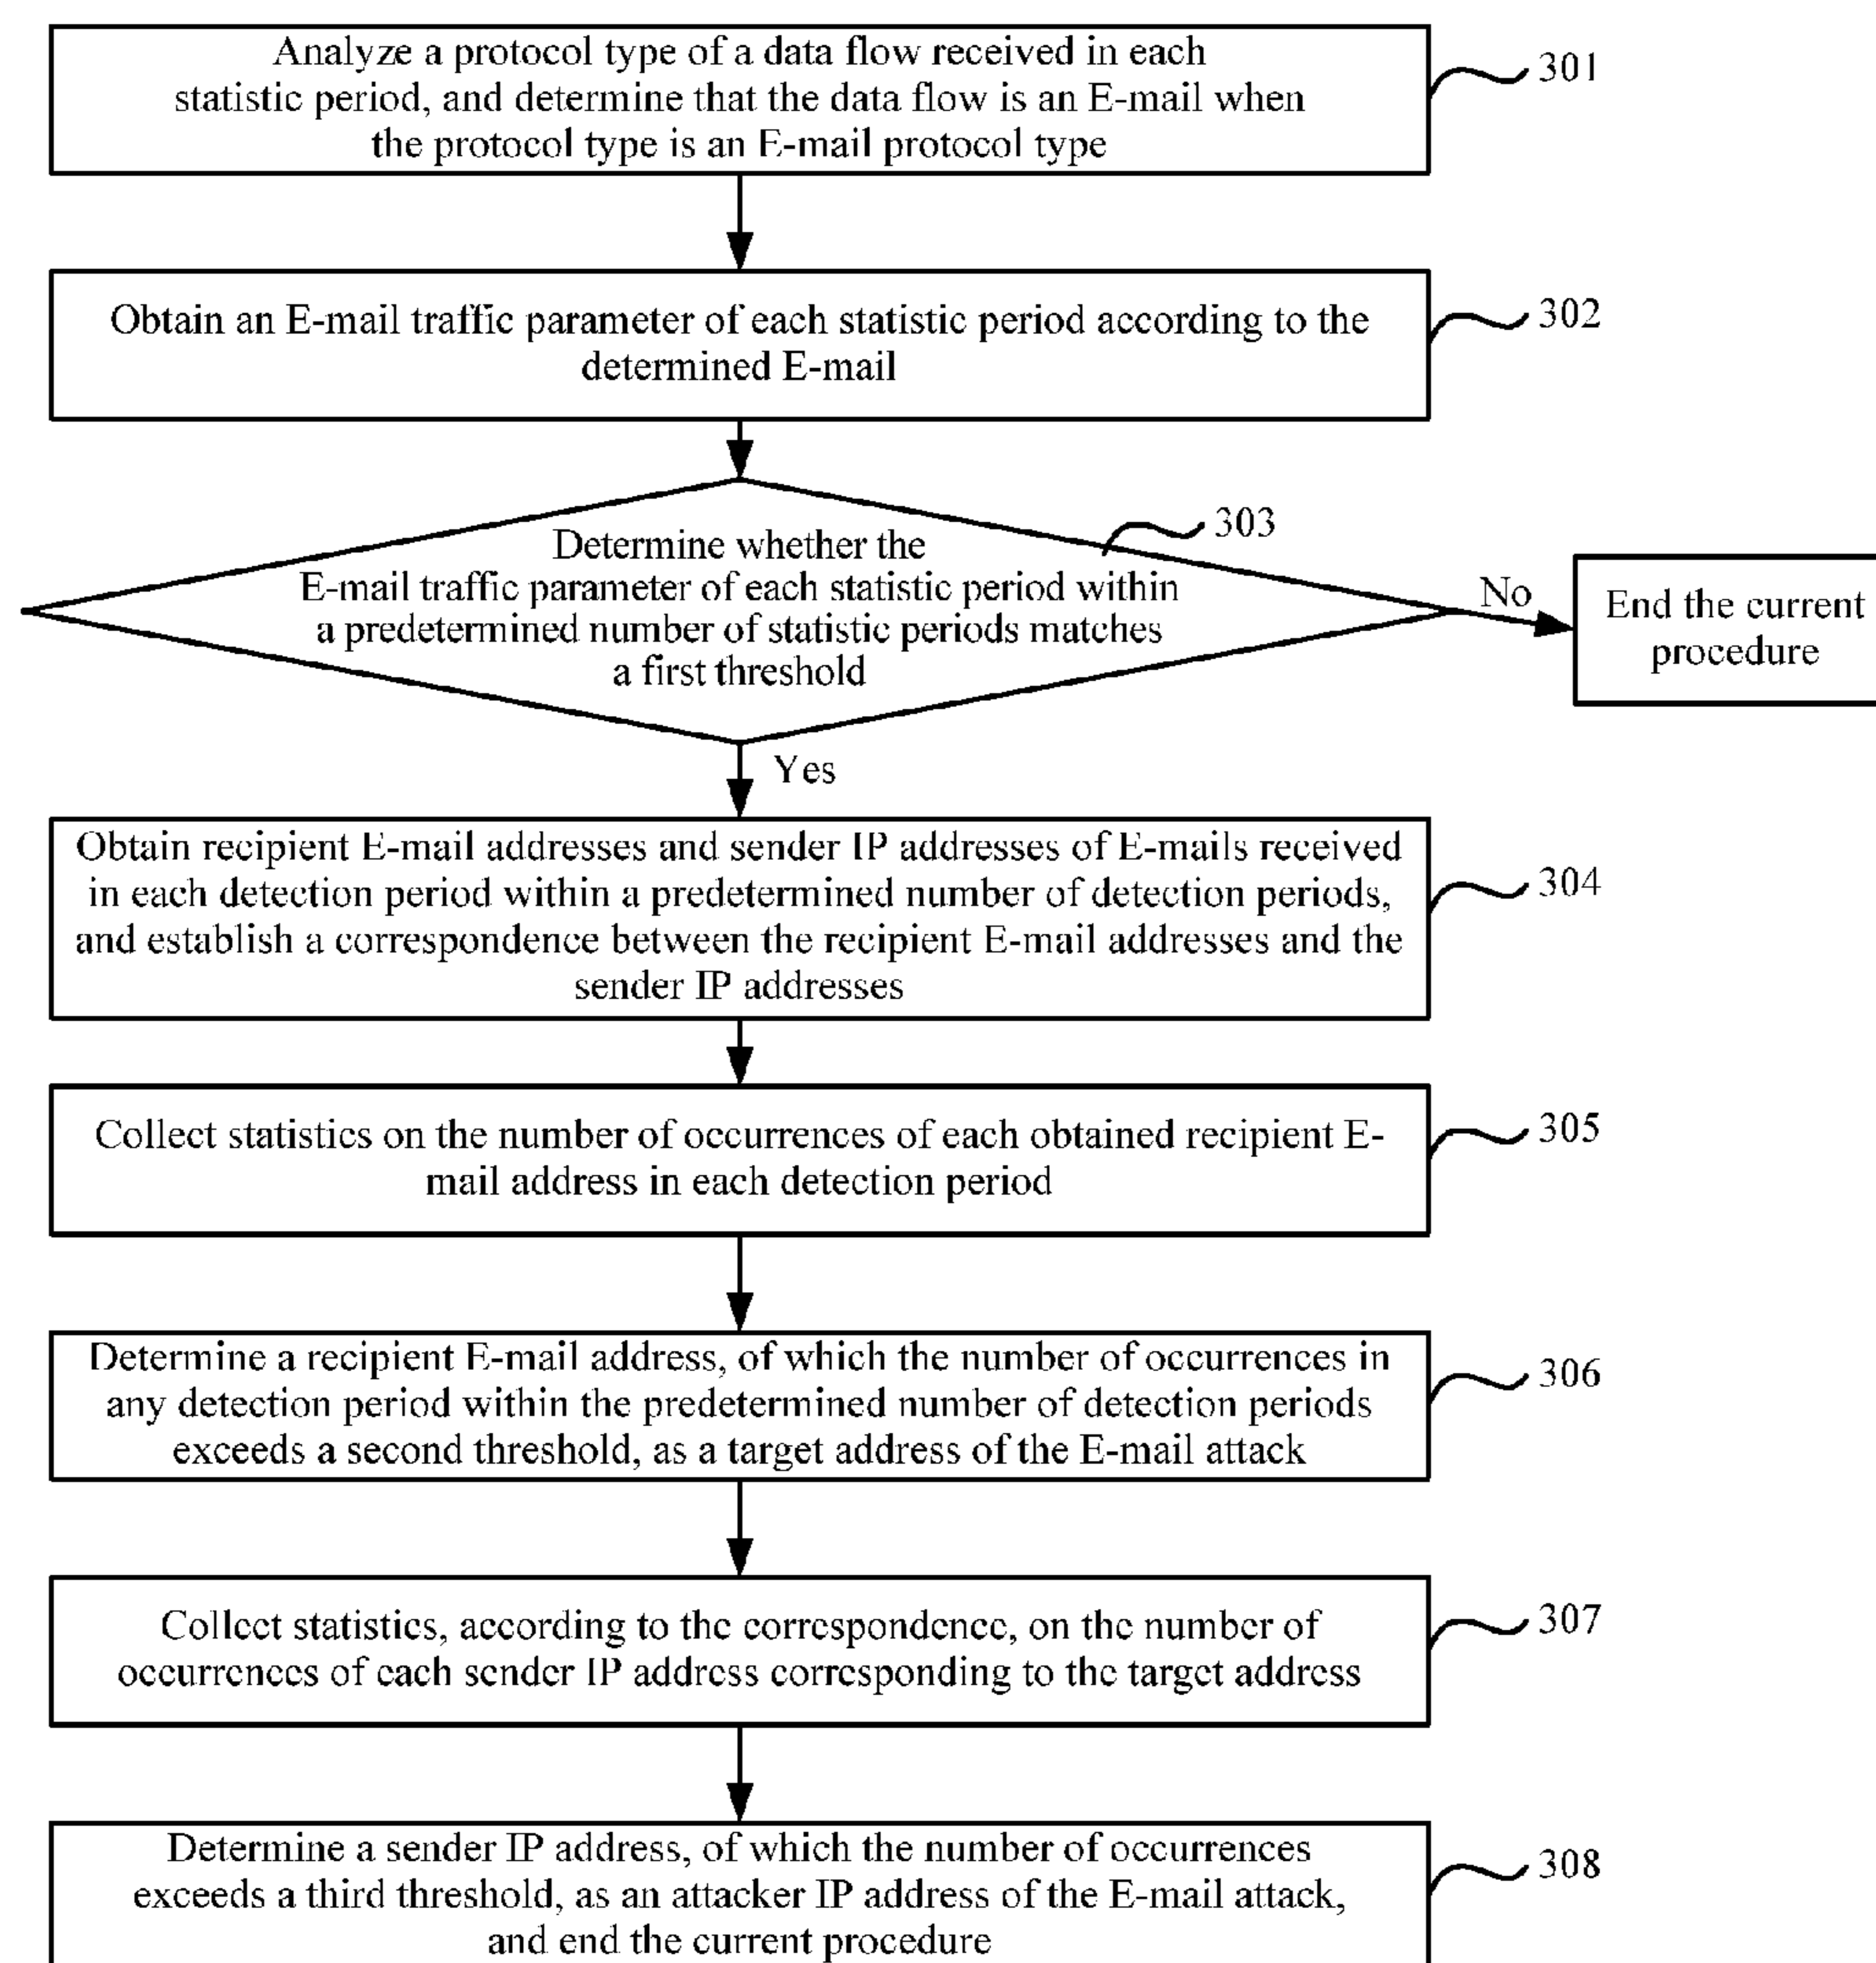 Analyze a protocol type of a data flow received in each
statistic period, and determine that the data flow is an E-mail when
the protocol type is an E-mail protocol type
301
Obtain an E-mail traffic parameter of each statistic period according to the
determined E-mail
302
303
Determine whether the
E-mail traffic parameter of each statistic period within
a predetermined number of statistic periods matches
a first threshold
No
End the current
procedure
Yes
Obtain recipient E-mail addresses and sender IP addresses of E-mails received
in each detection period within a predetermined number of detection periods,
and establish a correspondence between the recipient E-mail addresses and the
sender IP addresses
304
Collect statistics on the number of occurrences of each obtained recipient E-
mail address in each detection period
305
Determine a recipient E-mail address, of which the number of occurrences in
any detection period within the predetermined number of detection periods
exceeds a second threshold, as a target address of the E-mail attack
306
Collect statistics, according to the correspondence, on the number of
occurrences of each sender IP address corresponding to the target address
307
Determine a sender IP address, of which the number of occurrences
exceeds a third threshold, as an attacker IP address of the E-mail attack,
and end the current procedure
308